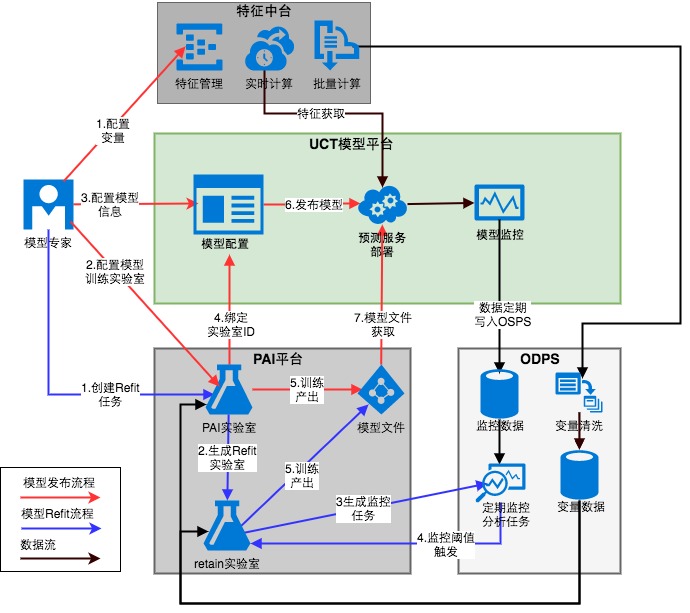 特征中台
特征管理
实时计算
批量计算
特征获取
1.配置
变量
UCT模型平台
3.配置模型
信息
6.发布模型
模型专家
模型配置
预测服务
部署
模型监控
2.配置模型
训练实验室
4.绑定
实验室ID
7.模型文件
获取
数据定期
写入OSPS
PAI平台
ODPS
1.创建Refit
任务
5.训练
产出
PAI实验室
模型文件
监控数据
变量清洗
2.生成Refit
实验室
5.训练
产出
3生成监控
任务
定期监控
分析任务
变量数据
4.监控阈值
触发
retain实验室
模型发布流程
模型Refit流程
数据流